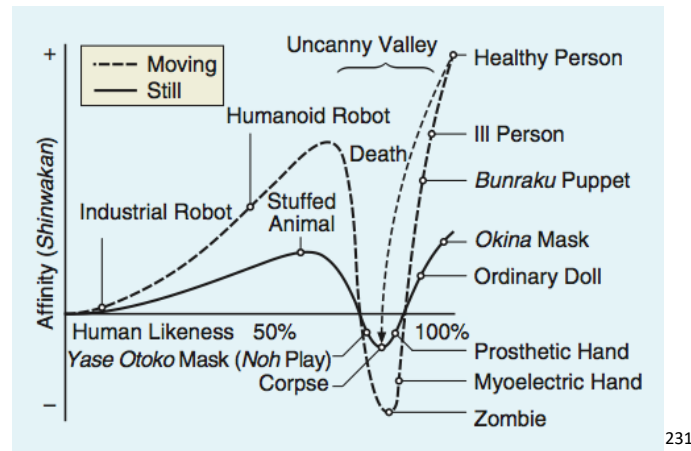 +
Uncanny Valley
Healthy Person
Moving
Still
Humanoid Robot
Ill Person
Death
Bunraku Puppet
Industrial Robot
Stuffed
Animal
Okina Mask
Ordinary Doll
Affinity (Shinwakan)
Human Likeness 50% 100%
Yase Otoko Mask (Noh Play)
Prosthetic Hand
Corpse
Myoelectric Hand
–
Zombie
231